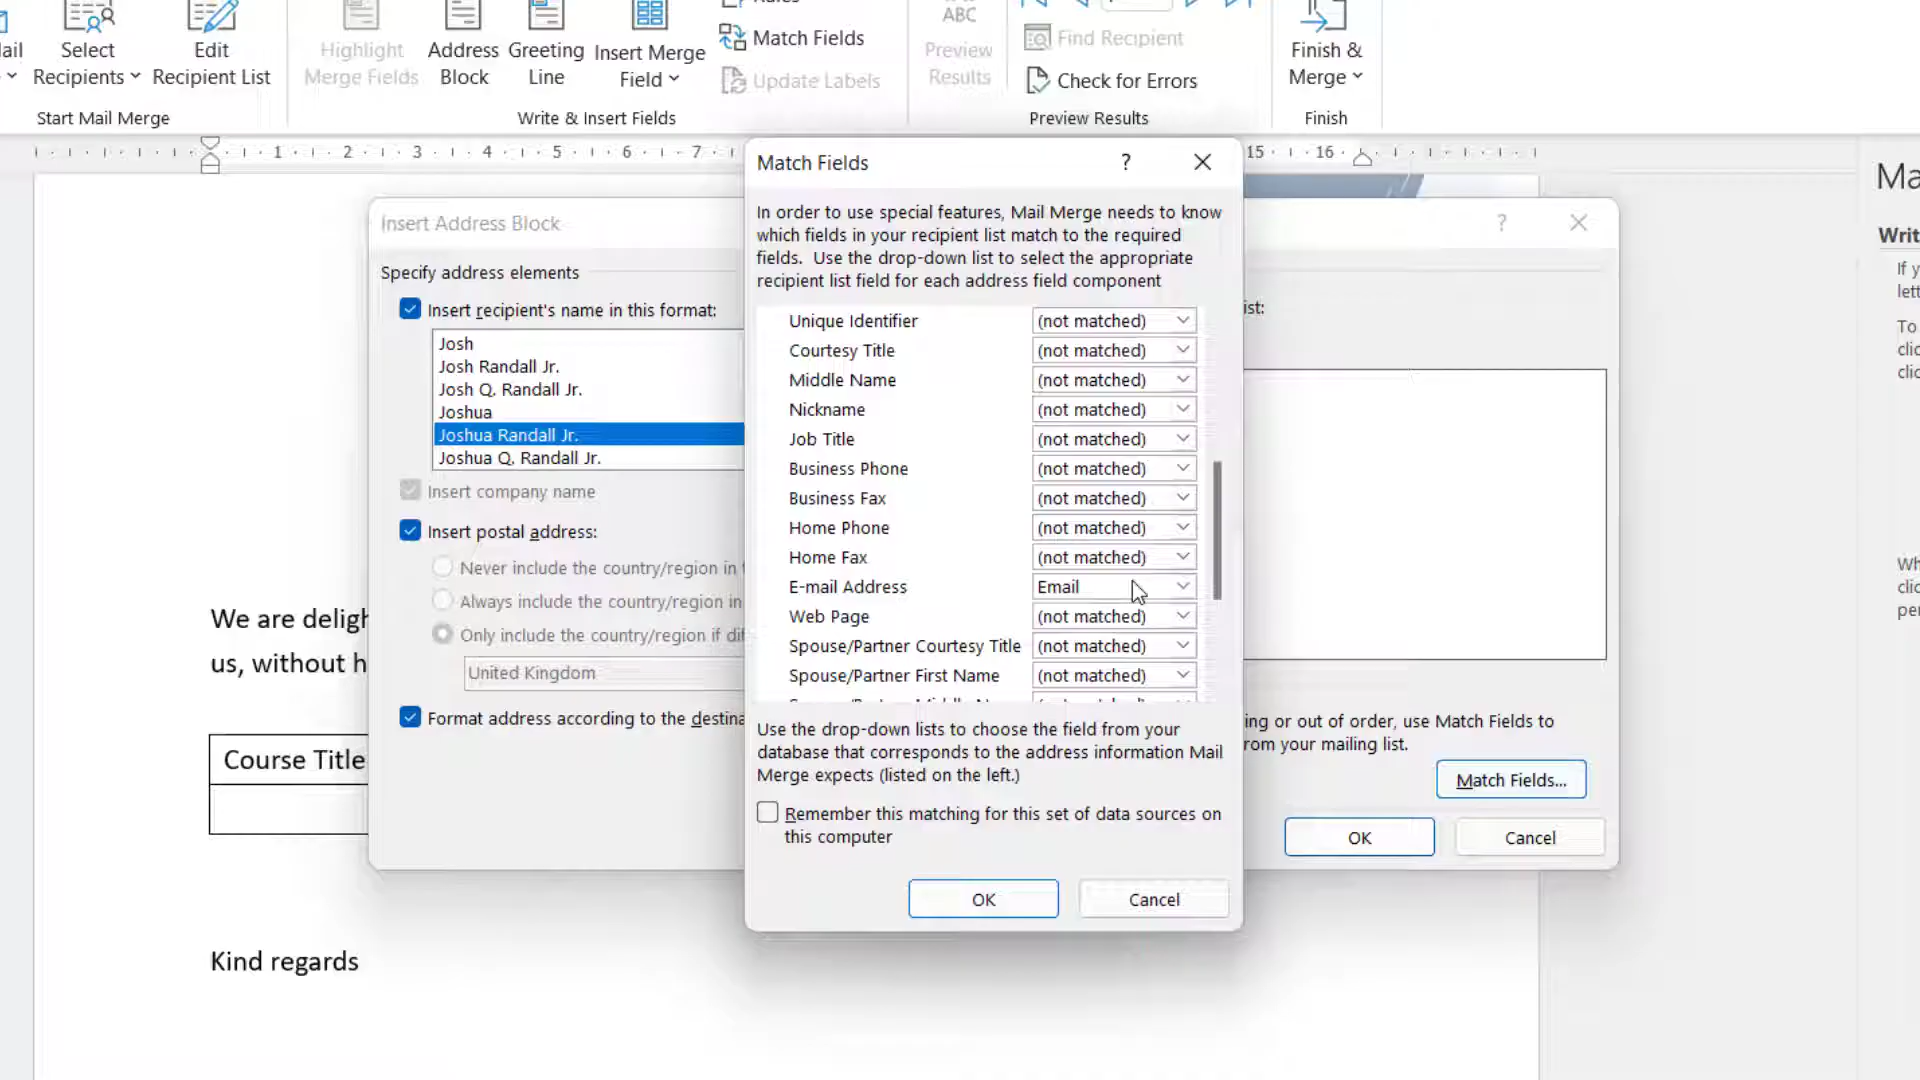 Select
Recipients
Edit
Recipient List
Start Mail Merge
Highlight
Merge Fields
Address
Block
Greeting
Line
Insert Merge
Field
Match Fields
Update Labels
Write & Insert Fields
ABC
Preview
Results
Find Recipient
Check for Errors
Preview Results
Finish &
Merge
Finish
1 2 3 4 5 6 7 15 16
Insert Address Block
?
Specify address elements
Insert recipient's name in this format:
Josh
Josh Randall Jr.
Josh Q. Randall Jr.
Joshua
Joshua Randall Jr.
Joshua Q. Randall Jr.
Insert company name
Insert postal address:
Never include the country/region in
Always include the country/region in
Only include the country/region if
United Kingdom
Format address according to the
ing or out of order, use Match Fields to
rom your mailing list.
Match Fields...
OK
Cancel
Match Fields
?
In order to use special features, Mail Merge needs to know
which fields in your recipient list match to the required
fields. Use the drop-down list to select the appropriate
recipient list field for each address field component
Unique Identifier (not matched)
Courtesy Title (not matched)
Middle Name (not matched)
Nickname (not matched)
Job Title (not matched)
Business Phone (not matched)
Business Fax (not matched)
Home Phone (not matched)
Home Fax (not matched)
E-mail Address Email
Web Page (not matched)
Spouse/Partner Courtesy Title (not matched)
Spouse/Partner First Name (not matched)
Use the drop-down lists to choose the field from your
database that corresponds to the address information Mail
Merge expects (listed on the left.)
Remember this matching for this set of data sources on
this computer
OK
Cancel
We are deligh
us, without h
Course Title
Kind regards
Ma
Writ
If y
lett
To
clic
clic
Wh
clic
per